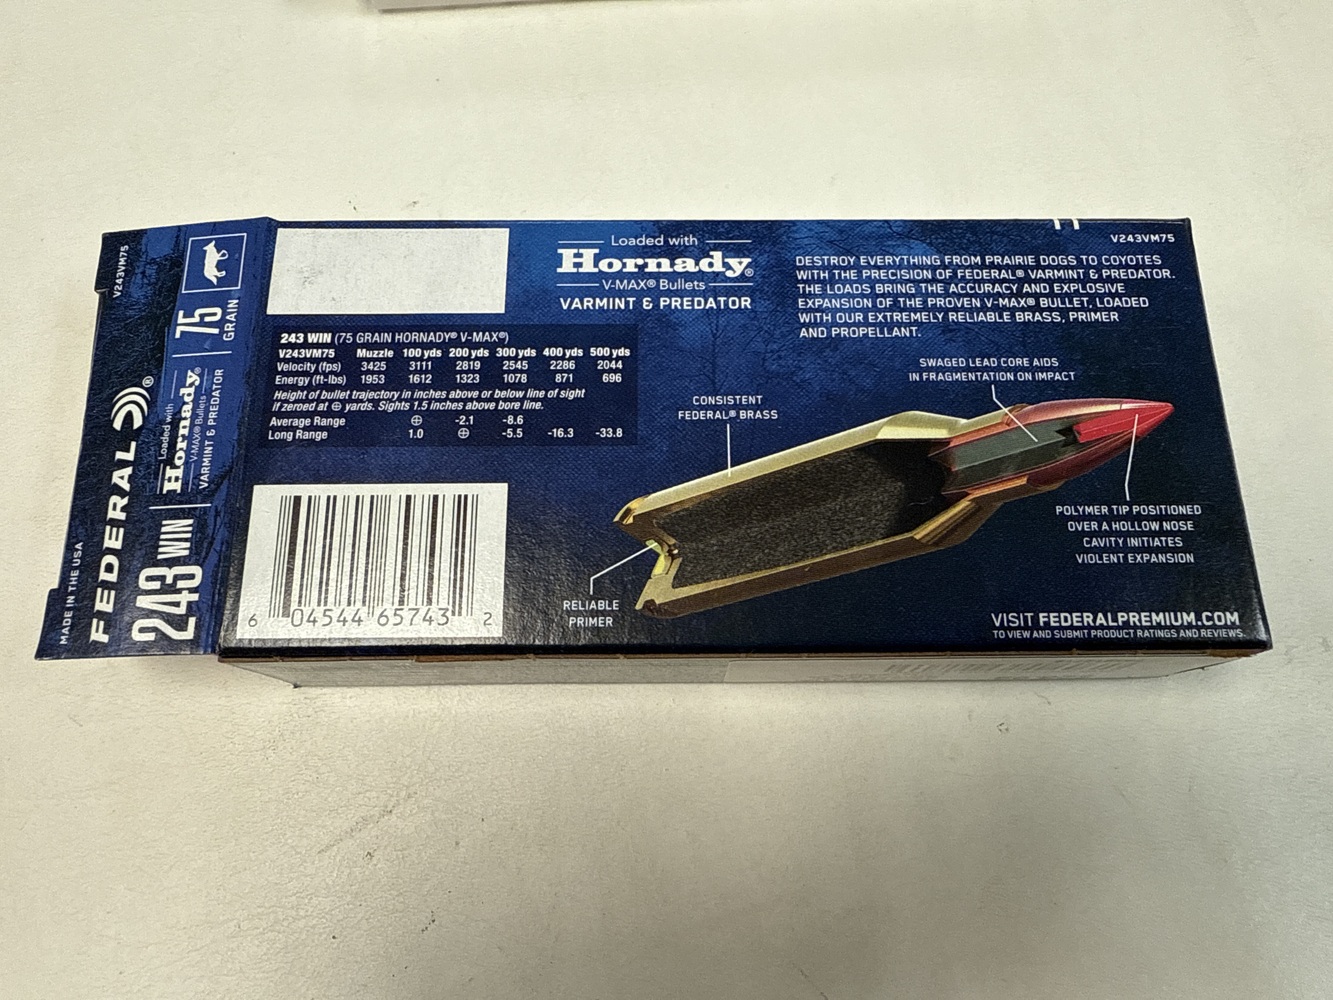 V243VM75
75
GRAIN
Loaded with
Hornady®
V-MAX® Bullets
VARMINT & PREDATOR
243 WIN
FEDERAL®
MADE IN THE USA
Loaded with
Hornady®
V-MAX® Bullets
VARMINT & PREDATOR
V243VM75
DESTROY EVERYTHING FROM PRAIRIE DOGS TO COYOTES
WITH THE PRECISION OF FEDERAL® VARMINT & PREDATOR.
THE LOADS BRING THE ACCURACY AND EXPLOSIVE
EXPANSION OF THE PROVEN V-MAX® BULLET, LOADED
WITH OUR EXTREMELY RELIABLE BRASS, PRIMER
AND PROPELLANT.
243 WIN (75 GRAIN HORNADY® V-MAX®)
V243VM75 Muzzle 100 yds 200 yds 300 yds 400 yds 500 yds
Velocity (fps) 3425 3111 2819 2545 2286 2044
Energy (ft-lbs) 1953 1612 1323 1078 871 696
Height of bullet trajectory in inches above or below line of sight
if zeroed at ⊕ yards. Sights 1.5 inches above bore line.
Average Range ⊕ -2.1 -8.6
Long Range 1.0 ⊕ -5.5 -16.3 -33.8
SWAGED LEAD CORE AIDS
IN FRAGMENTATION ON IMPACT
CONSISTENT
FEDERAL® BRASS
POLYMER TIP POSITIONED
OVER A HOLLOW NOSE
CAVITY INITIATES
VIOLENT EXPANSION
RELIABLE
PRIMER
6 04544 65743 2
VISIT FEDERALPREMIUM.COM
TO VIEW AND SUBMIT PRODUCT RATINGS AND REVIEWS.